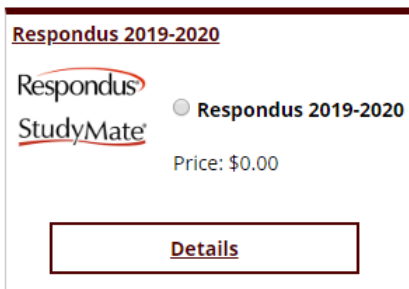 Respondus 2019-2020
Respondus®
StudyMate®
Respondus 2019-2020
Price: $0.00
Details